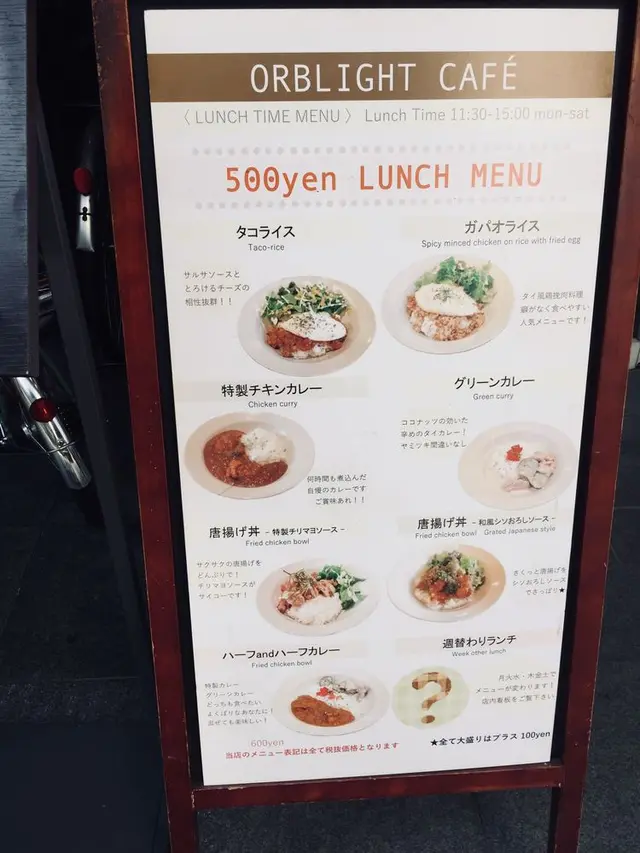 ORBLIGHT CAFÉ
〈 LUNCH TIME MENU 〉 Lunch Time 11:30-15:00 mun-sat
500yen LUNCH MENU
タコライス
Taco-rice
サルサソースと
とろけるチーズの
相性抜群！！
ガパオライス
Spicy minced chicken on rice with fried egg
タイ風鶏挽肉料理
癖がなく食べやすい
人気メニューです！
特製チキンカレー
Chicken curry
何時間も煮込んだ
自慢のカレーです
ご賞味あれ！！
グリーンカレー
Green curry
ココナッツの効いた
辛めのタイカレー！
ヤミツキ間違いなし
唐揚げ丼 - 特製チリマヨソース -
Fried chicken bowl
サクサクの唐揚げを
どんぶりで！
チリマヨソースが
サイコーです！
唐揚げ丼 - 和風シソおろしソース -
Fried chicken bowl Grated Japanese style
さくっと唐揚げを
シソおろしソース
でさっぱり★
ハーフandハーフカレー
Fried chicken bowl
特製カレー
グリーンカレー
どっちも食べたい
よくばりなあなたに！
混ぜても美味しい！
600yen
週替わりランチ
Week other lunch
?
月火水・木金土で
メニューが変わります！
店内看板をご覧下さい
当店のメニュー表記は全て税抜価格となります
★全て大盛りはプラス 100yen